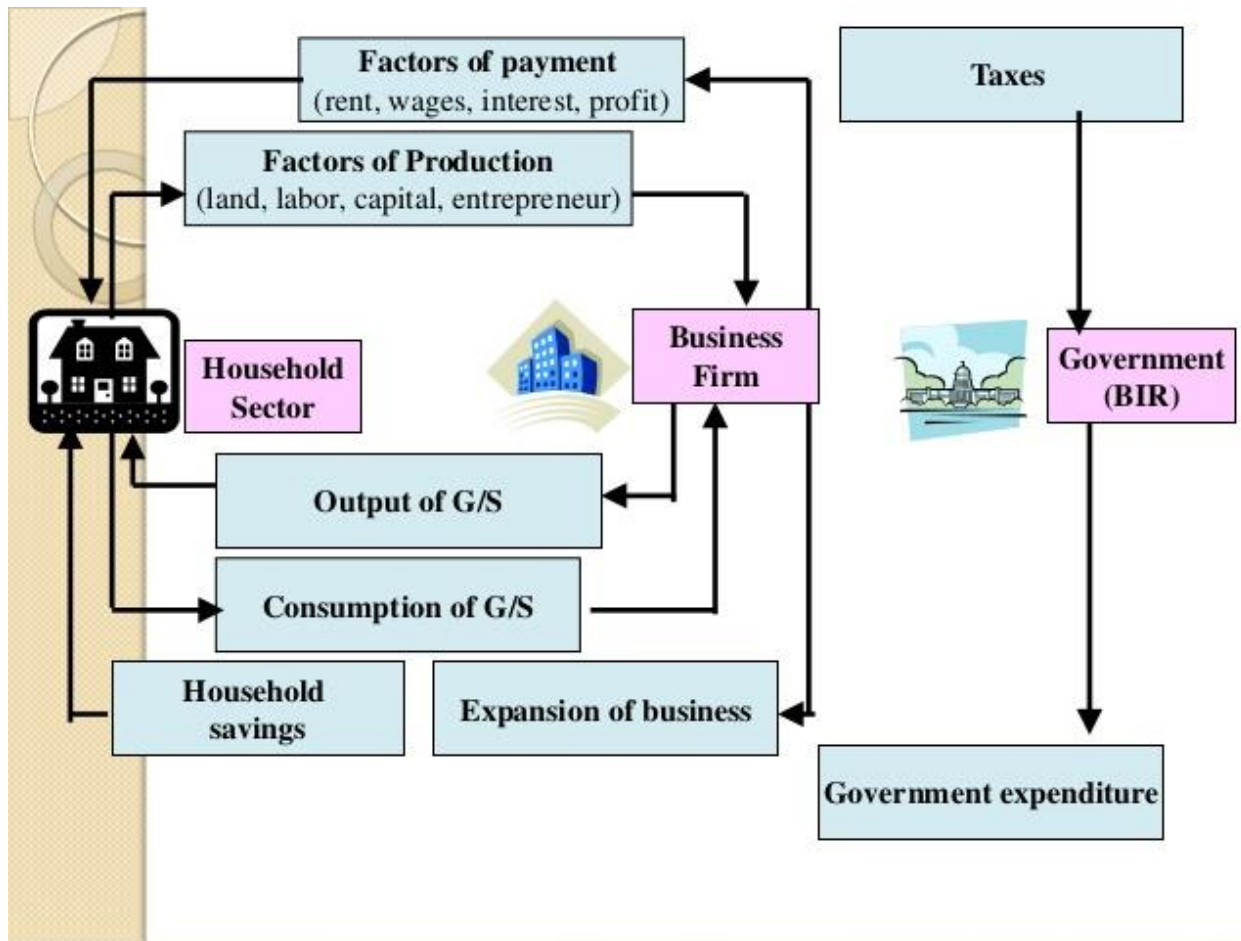 Factors of payment
(rent, wages, interest, profit)
Taxes
Factors of Production
(land, labor, capital, entrepreneur)
Household
Sector
Business
Firm
Government
(BIR)
Output of G/S
Consumption of G/S
Household
savings
Expansion of business
Government expenditure